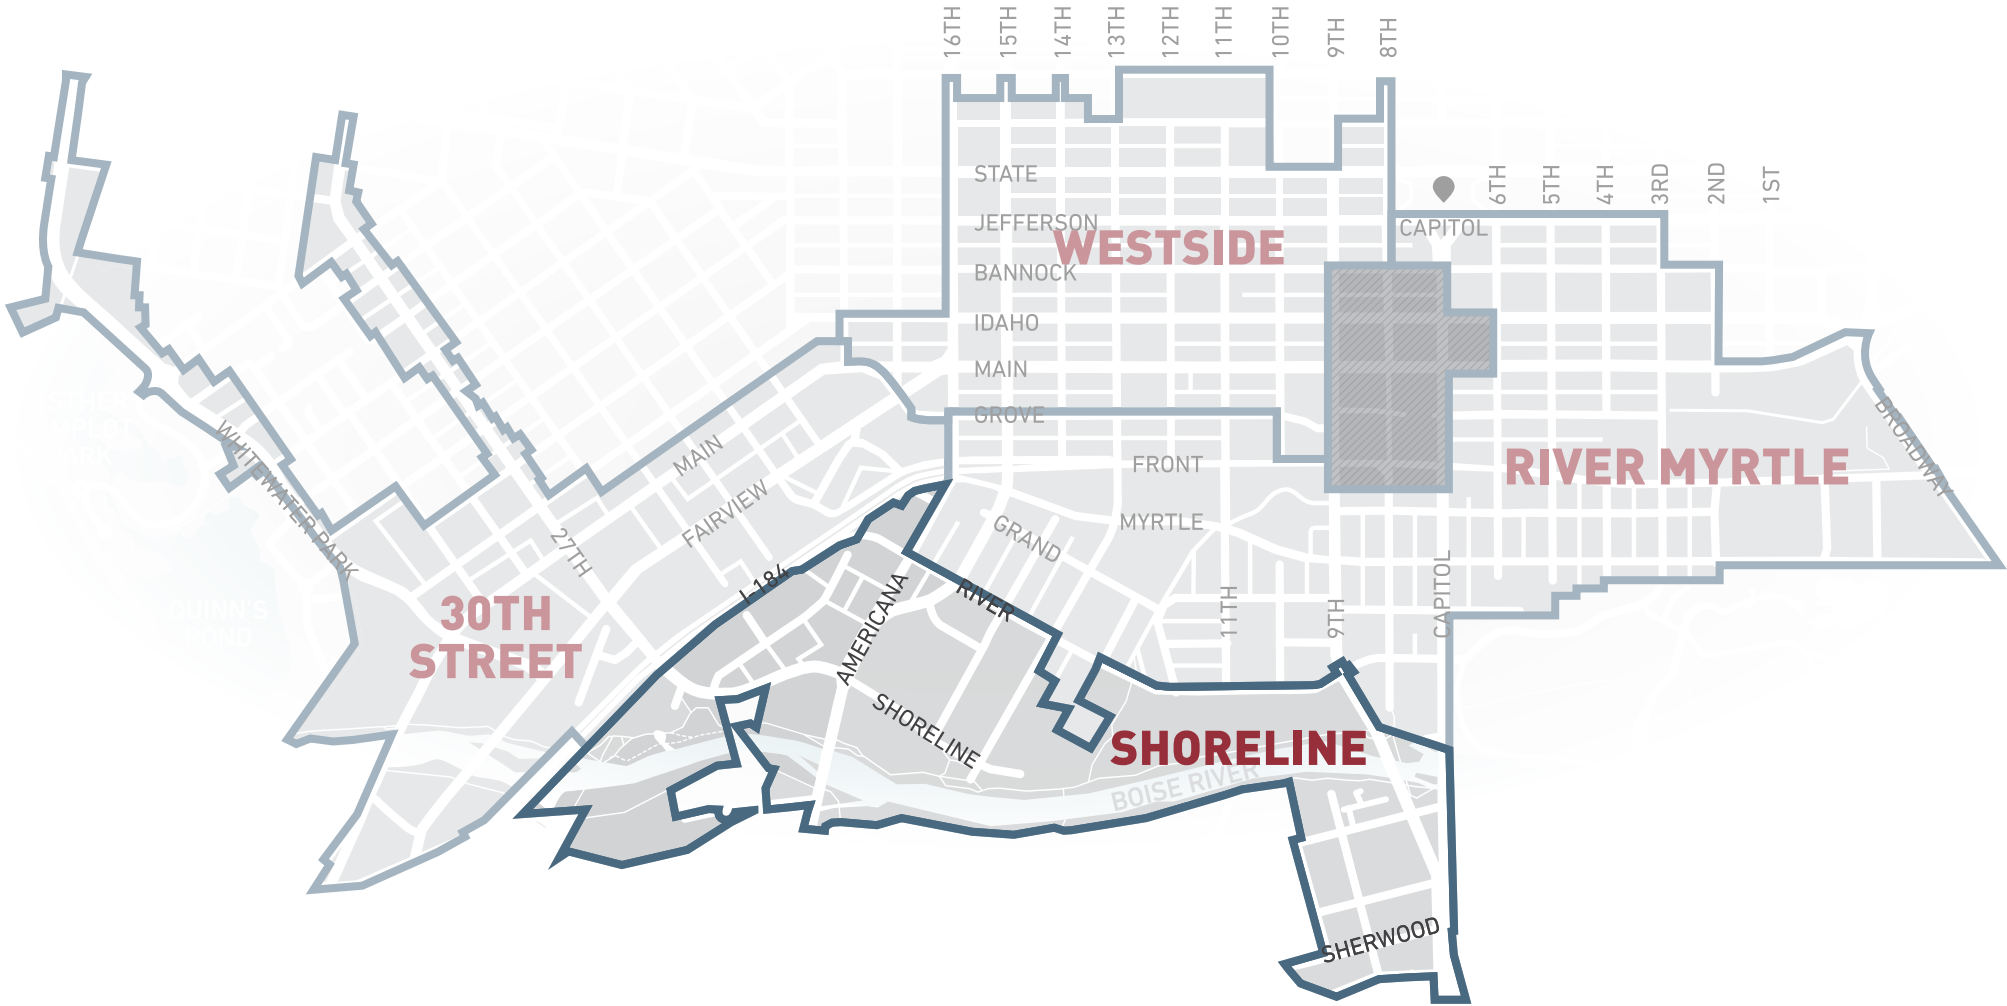 16TH
15TH
14TH
13TH
12TH
11TH
10TH
9TH
8TH
STATE
JEFFERSON
BANNOCK
IDAHO
MAIN
GROVE
WESTSIDE
CAPITOL
6TH
5TH
4TH
3RD
2ND
1ST
FRONT
MYRTLE
RIVER MYRTLE
BROADWAY
WHITEWATER PARK
MAIN
FAIRVIEW
27TH
GRAND
I-184
RIVER
AMERICANA
11TH
9TH
CAPITOL
QUINN'S
POND
30TH
STREET
SHORELINE
SHORELINE
BOISE RIVER
SHERWOOD